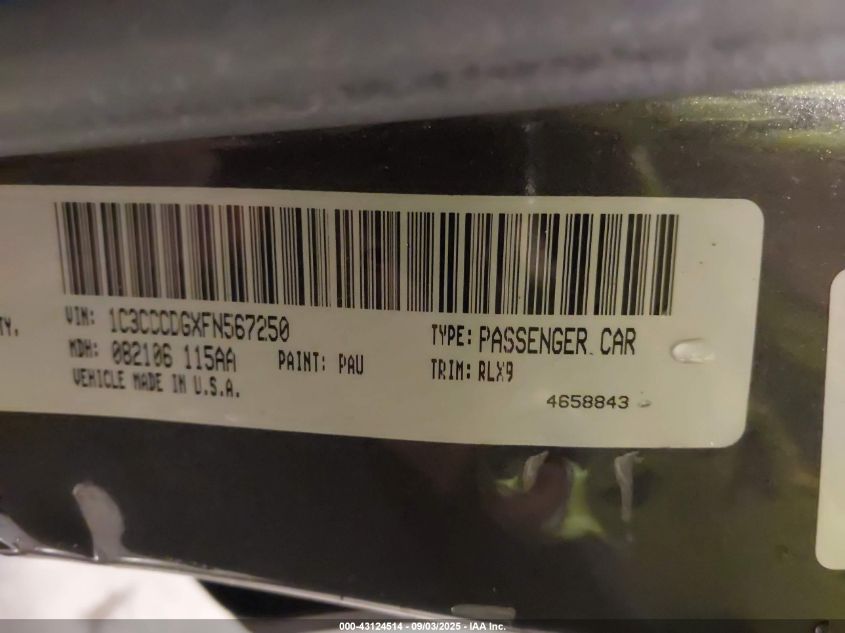 TY.
VIN: 1C3CCCDGXFN567250
TYPE: PASSENGER CAR
MDH: 082106 115AA
PAINT: PAU
TRIM: RLX9
VEHICLE MADE IN U.S.A.
4658843
000-43124514 - 09/03/2025 - © IAA Inc.